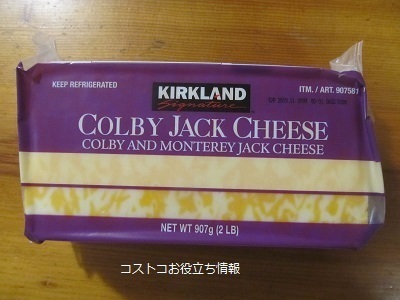 KEEP REFRIGERATED
ITM. / ART. 907581
KIRKLAND
Signature
COLBY JACK CHEESE
COLBY AND MONTEREY JACK CHEESE
NET WT 907g (2 LB)
コストコお役立ち情報